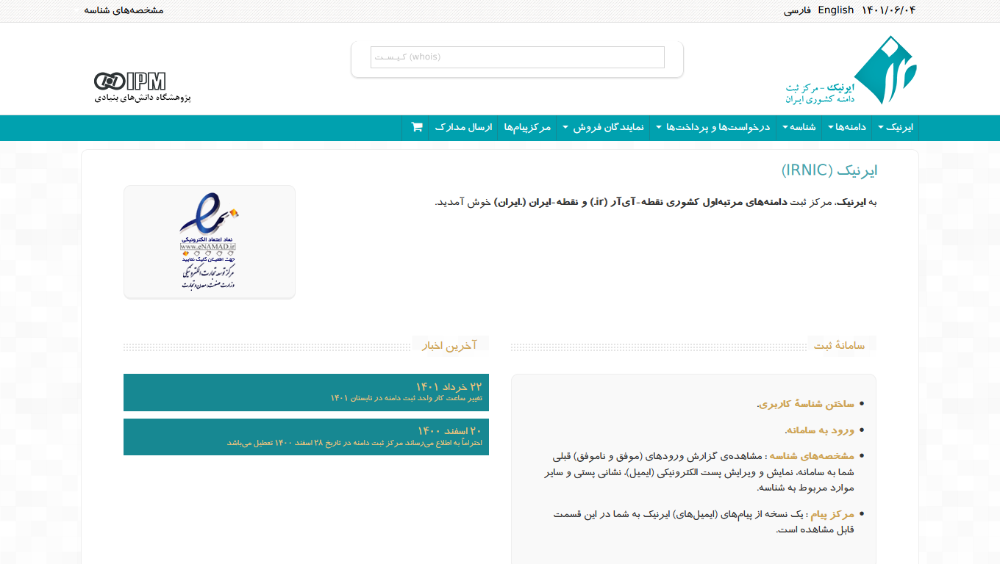 ۱۴۰۱/۰۶/۰۴ English فارسی
مشخصه‌های شناسه
ایرنیک - مرکز ثبت
دامنه کشوری ایران
کـیـسـت (whois)
IPM
پژوهشگاه دانش‌های بنیادی
ایرنیک
دامنه‌ها
شناسه
درخواست‌ها و پرداخت‌ها
نمایندگان فروش
مرکزپیام‌ها
ارسال مدارک
ایرنیک (IRNIC)
به ایرنیک، مرکز ثبت دامنه‌های مرتبه‌اول کشوری نقطه-آی‌آر (.ir) و نقطه-ایران (.ایران) خوش آمدید.
نماد اعتماد الکترونیکی
www.eNAMAD.ir
جهت اطمینان کلیک نمایید
مرکز توسعه تجارت الکترونیکی
وزارت صنعت، معدن و تجارت
سامانهٔ ثبت
ساختن شناسهٔ کاربری.
ورود به سامانه.
مشخصه‌های شناسه : مشاهده‌ی گزارش ورودهای (موفق و ناموفق) قبلی
شما به سامانه، نمایش و ویرایش پست الکترونیکی (ایمیل)، نشانی پستی و سایر
موارد مربوط به شناسه.
مرکز پیام : یک نسخه از پیام‌های (ایمیل‌های) ایرنیک به شما در این قسمت
قابل مشاهده است.
آخرین اخبار
۲۲ خرداد ۱۴۰۱
تغییر ساعت کار واحد ثبت دامنه در تابستان ۱۴۰۱
۲۰ اسفند ۱۴۰۰
احتراماً به اطلاع می‌رساند مرکز ثبت دامنه در تاریخ ۲۸ اسفند ۱۴۰۰ تعطیل می‌باشد